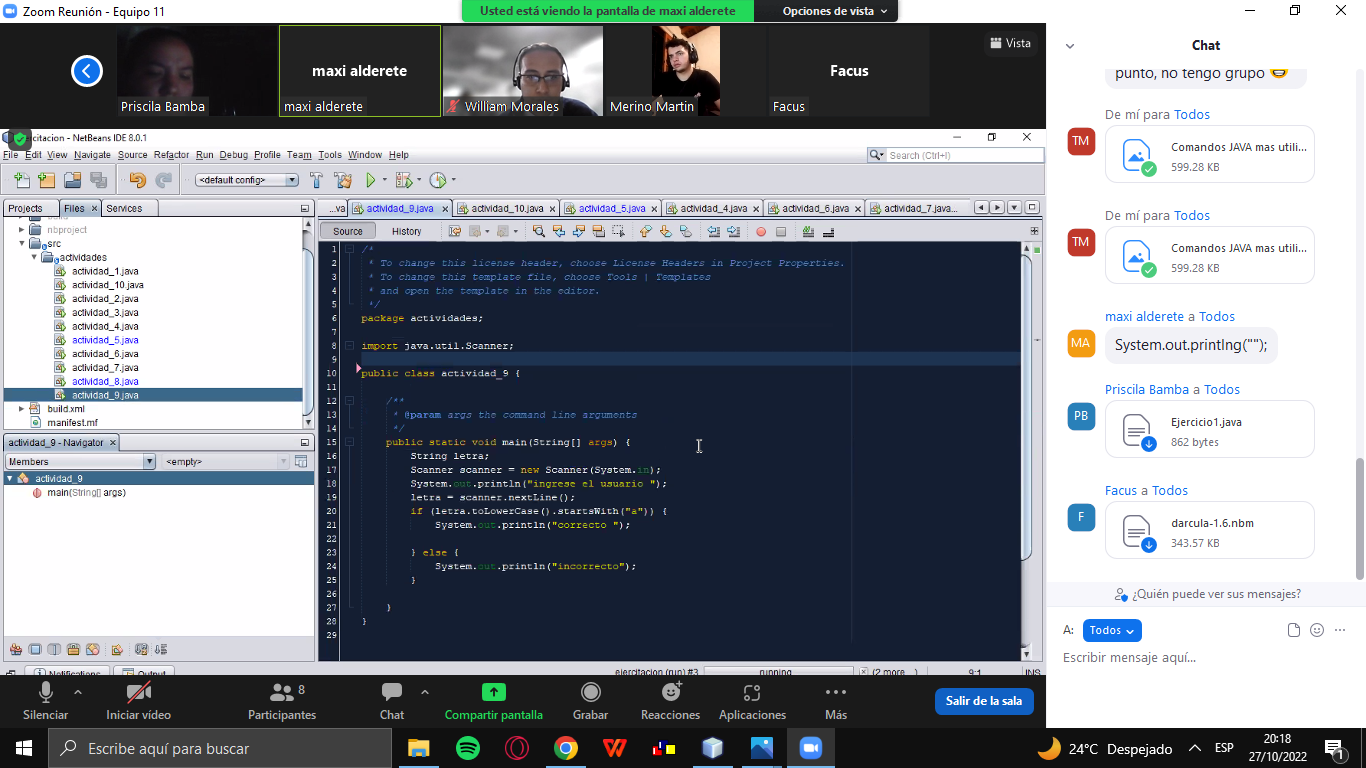 Zoom Reunión - Equipo 11
Usted está viendo la pantalla de maxi alderete
Opciones de vista
Priscila Bamba
maxi alderete
maxi alderete
William Morales
Merino Martin
Facus
Facus
Vista
- NetBeans IDE 8.0.1
File Edit View Navigate Source Refactor Run Debug Profile Team Tools Window Help
Search (Ctrl+I)
<default config>
Projects Files Services
nbproject
src
actividades
actividad_1.java
actividad_10.java
actividad_2.java
actividad_3.java
actividad_4.java
actividad_5.java
actividad_6.java
actividad_7.java
actividad_8.java
actividad_9.java
build.xml
manifest.mf
actividad_9 - Navigator
Members <empty>
actividad_9
main(String[] args)
...va actividad_9.java actividad_10.java actividad_5.java actividad_4.java actividad_6.java actividad_7.java...
Source History
1 /*
2 * To change this license header, choose License Headers in Project Properties.
3 * To change this template file, choose Tools | Templates
4 * and open the template in the editor.
5 */
6 package actividades;
7
8 import java.util.Scanner;
9
10 public class actividad_9 {
11
12 /**
13 * @param args the command line arguments
14 */
15 public static void main(String[] args) {
16 String letra;
17 Scanner scanner = new Scanner(System.in);
18 System.out.println("ingrese el usuario ");
19 letra = scanner.nextLine();
20 if (letra.toLowerCase().startsWith("a")) {
21 System.out.println("correcto ");
22
23 } else {
24 System.out.println("incorrecto");
25 }
26
27 }
28 }
29
Notifications Output
ejercitacion (run) #3 running (2 more...) 9:1 INS
Chat
punto, no tengo grupo
De mí para Todos
TM
Comandos JAVA mas utili...
599.28 KB
De mí para Todos
TM
Comandos JAVA mas utili...
599.28 KB
maxi alderete a Todos
MA
System.out.printlng("");
Priscila Bamba a Todos
PB
Ejercicio1.java
862 bytes
Facus a Todos
F
darcula-1.6.nbm
343.57 KB
¿Quién puede ver sus mensajes?
A: Todos
Escribir mensaje aquí...
Silenciar
Iniciar vídeo
Participantes 8
Chat
Compartir pantalla
Grabar
Reacciones
Aplicaciones
Más
Salir de la sala
Escribe aquí para buscar
24°C Despejado
ESP
20:18
27/10/2022
1